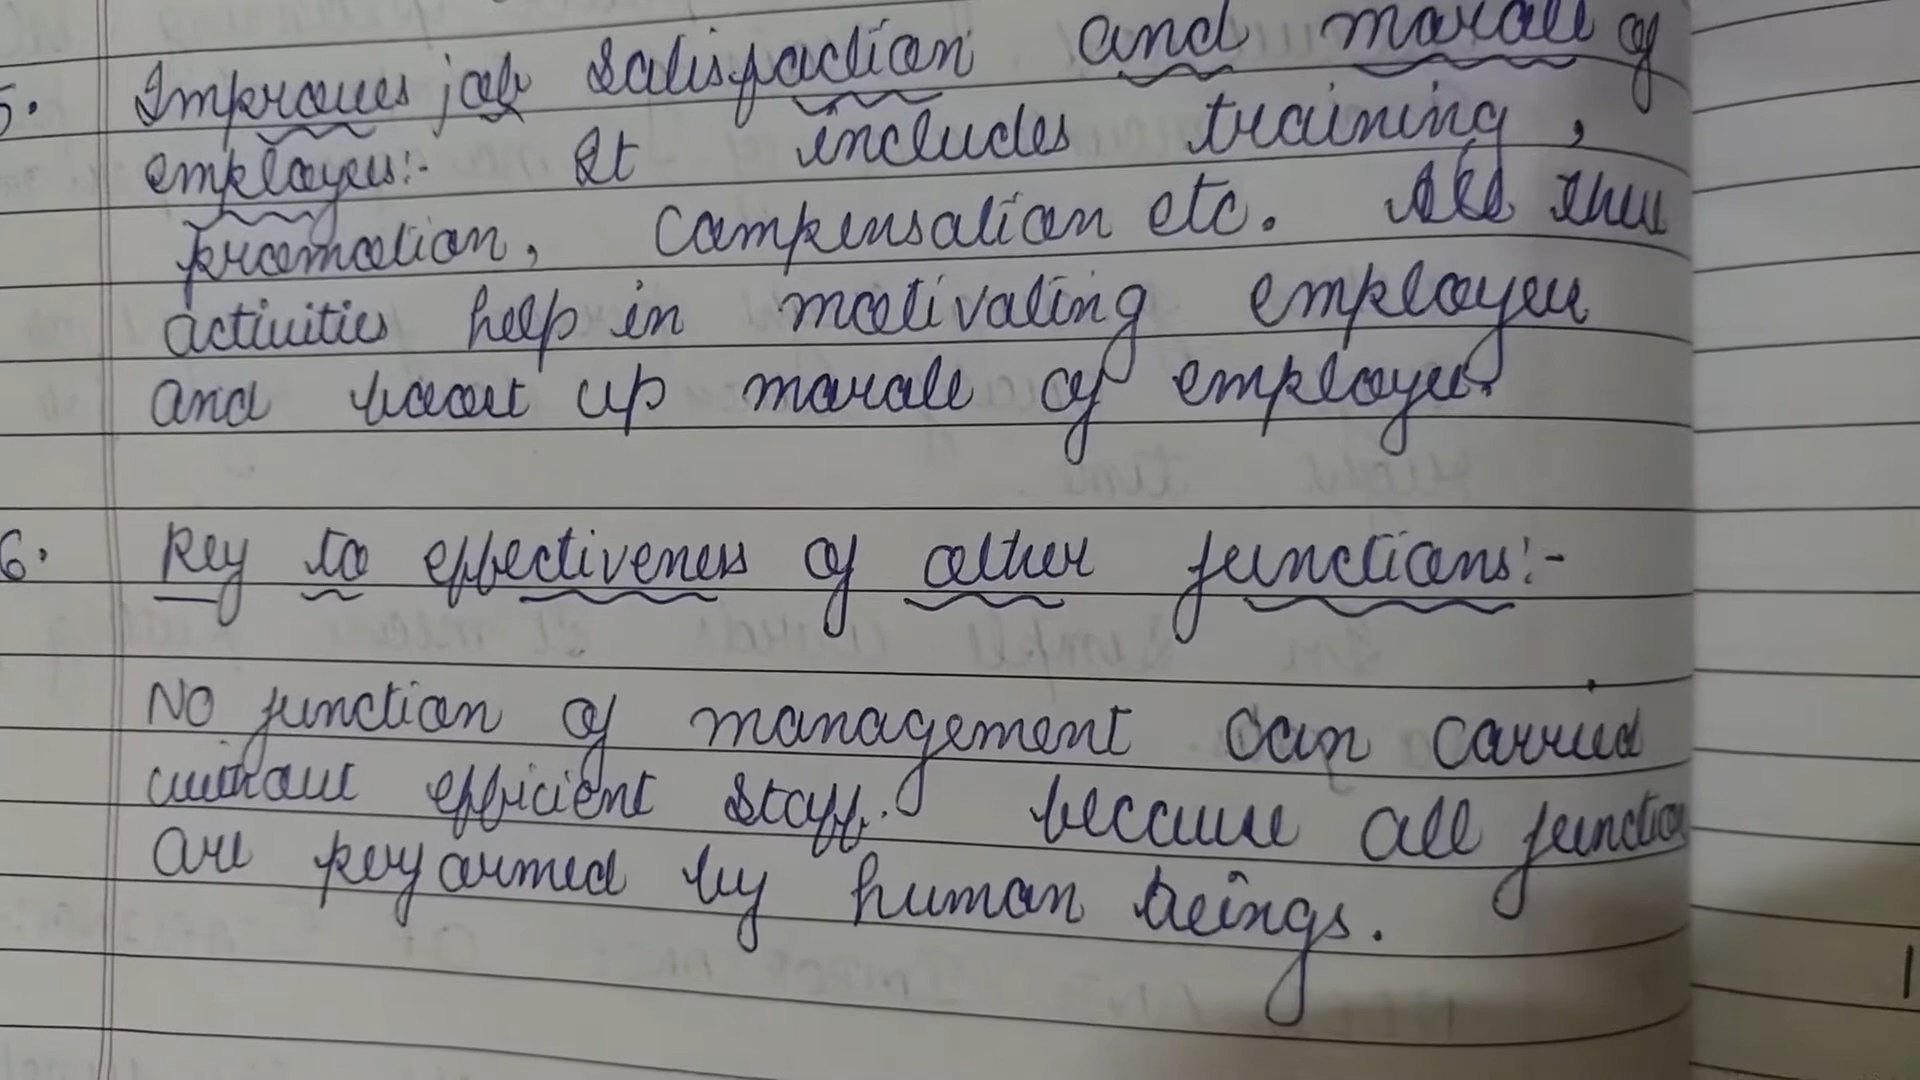 5. Improves job satisfaction and morale of
employees:- It includes training,
promotion, compensation etc. All these
activities help in motivating employees
and boost up morale of employees.
6. Key to effectiveness of other functions:-
No function of management can carried
without efficient staff. because all function
are performed by human beings.